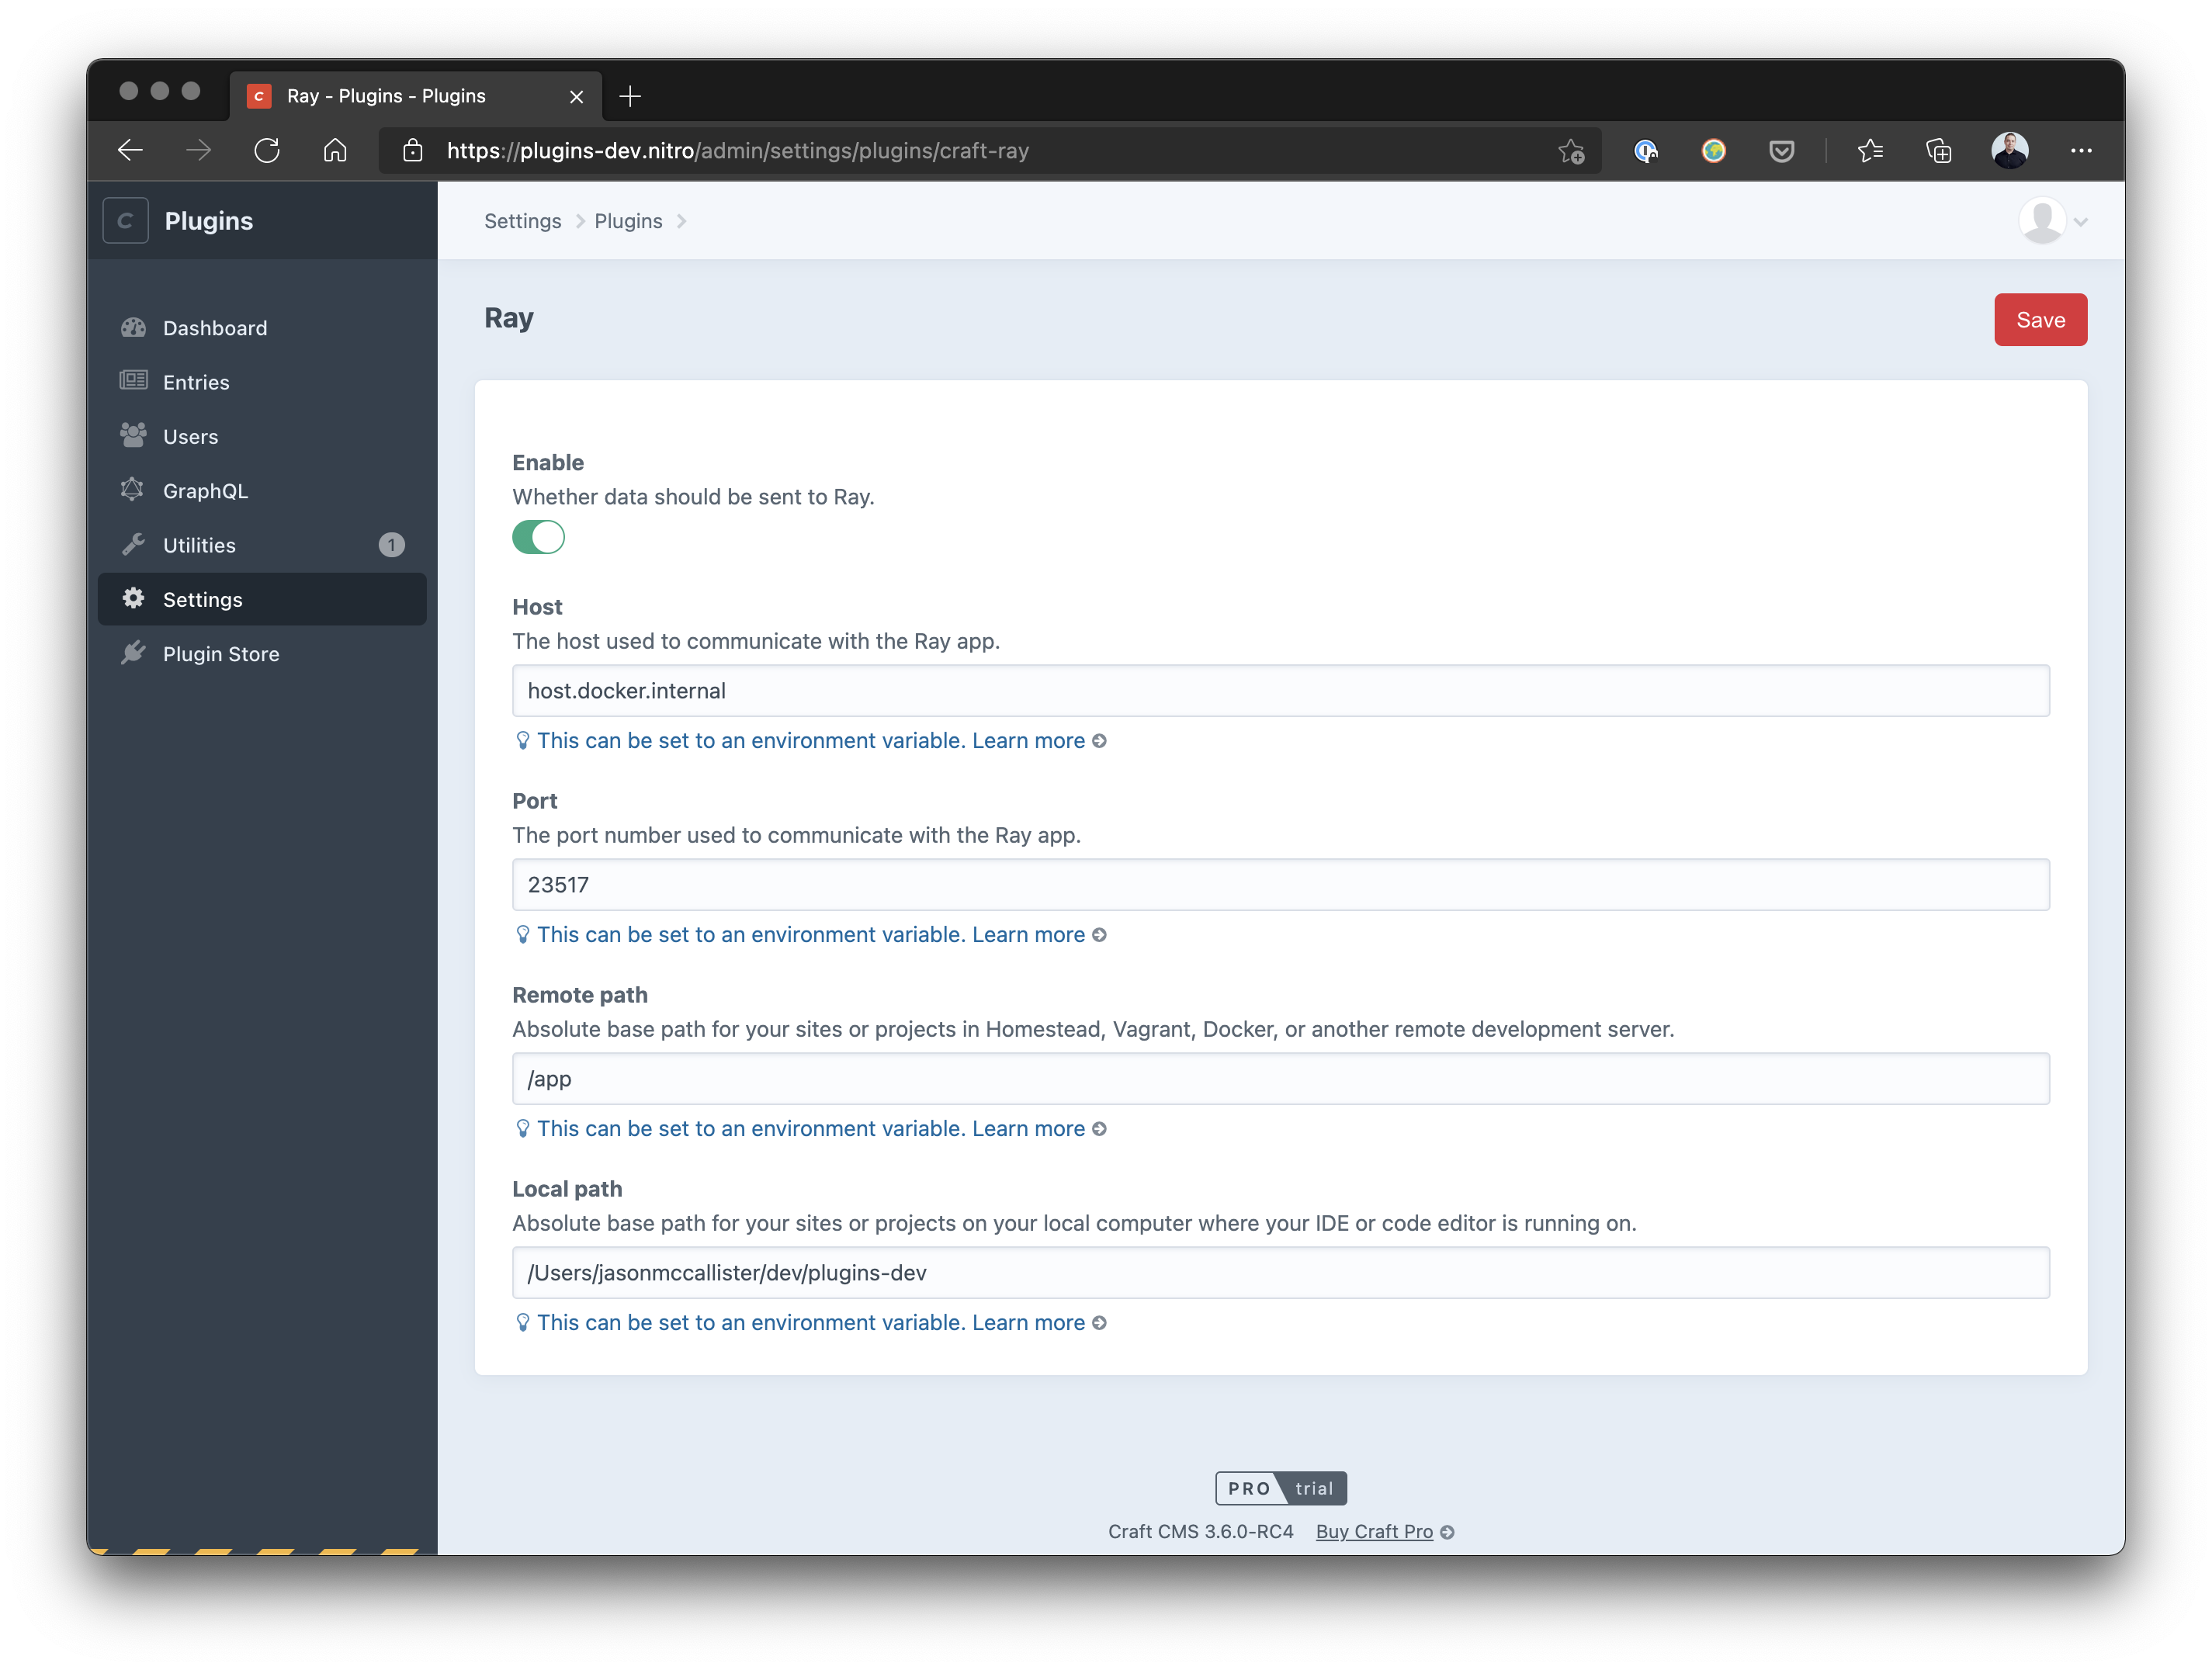 Ray - Plugins - Plugins
https://plugins-dev.nitro/admin/settings/plugins/craft-ray
C Plugins
Settings Plugins
Dashboard
Entries
Users
GraphQL
Utilities 1
Settings
Plugin Store
Ray
Save
Enable
Whether data should be sent to Ray.
Host
The host used to communicate with the Ray app.
host.docker.internal
This can be set to an environment variable. Learn more
Port
The port number used to communicate with the Ray app.
23517
This can be set to an environment variable. Learn more
Remote path
Absolute base path for your sites or projects in Homestead, Vagrant, Docker, or another remote development server.
/app
This can be set to an environment variable. Learn more
Local path
Absolute base path for your sites or projects on your local computer where your IDE or code editor is running on.
/Users/jasonmccallister/dev/plugins-dev
This can be set to an environment variable. Learn more
PRO trial
Craft CMS 3.6.0-RC4 Buy Craft Pro